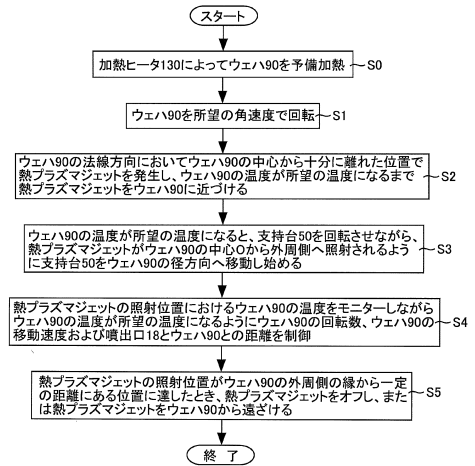 スタート
加熱ヒータ130によってウェハ90を予備加熱
S0
ウェハ90を所望の角速度で回転
S1
ウェハ90の法線方向においてウェハ90の中心から十分に離れた位置で
熱プラズマジェットを発生し、ウェハ90の温度が所望の温度になるまで
熱プラズマジェットをウェハ90に近づける
S2
ウェハ90の温度が所望の温度になると、支持台50を回転させながら、
熱プラズマジェットがウェハ90の中心Oから外周側へ照射されるよう
に支持台50をウェハ90の径方向へ移動し始める
S3
熱プラズマジェットの照射位置におけるウェハ90の温度をモニターしながら
ウェハ90の温度が所望の温度になるようにウェハ90の回転数、ウェハ90の
移動速度および噴出口18とウェハ90との距離を制御
S4
熱プラズマジェットの照射位置がウェハ90の外周側の縁から一定
の距離にある位置に達したとき、熱プラズマジェットをオフし、また
は熱プラズマジェットをウェハ90から遠ざける
S5
終了